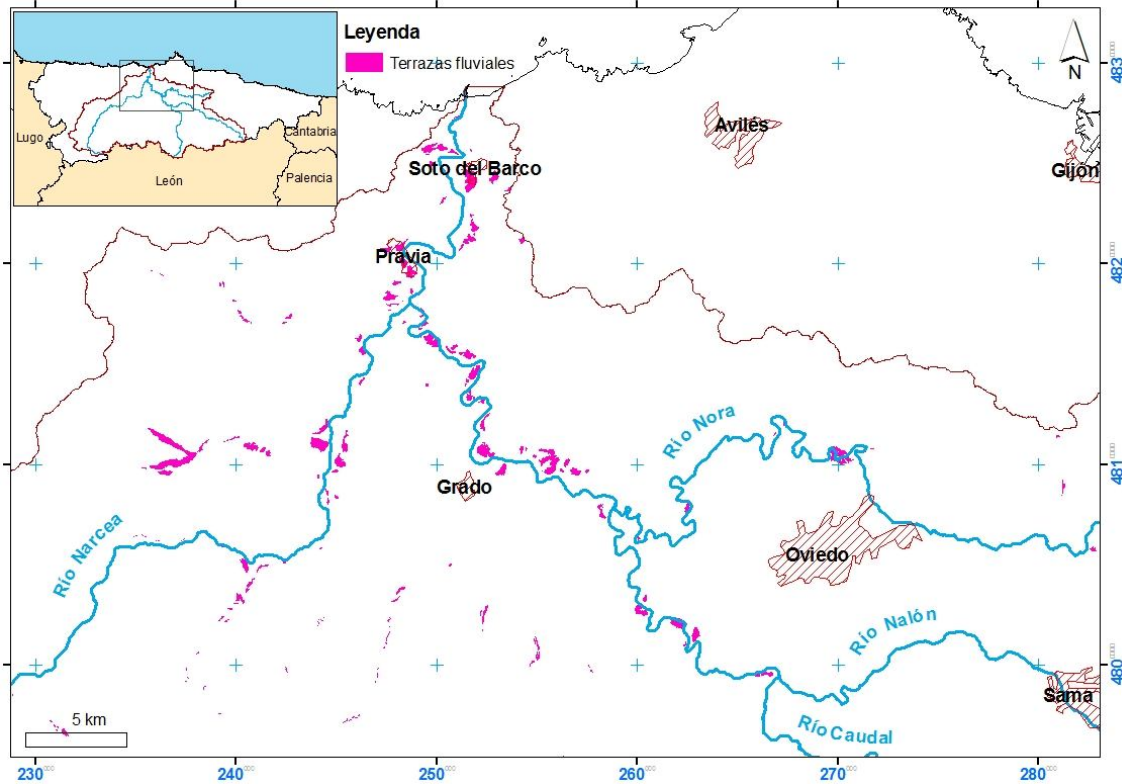 Leyenda
Terrazas fluviales
N
Lugo
León
Cantabria
Palencia
Avilés
Gijón
Soto del Barco
Pravia
Grado
Río Nora
Oviedo
Río Narcea
Río Nalón
Sama
Río Caudal
5 km
483
482
481
480
230
240
250
260
270
280